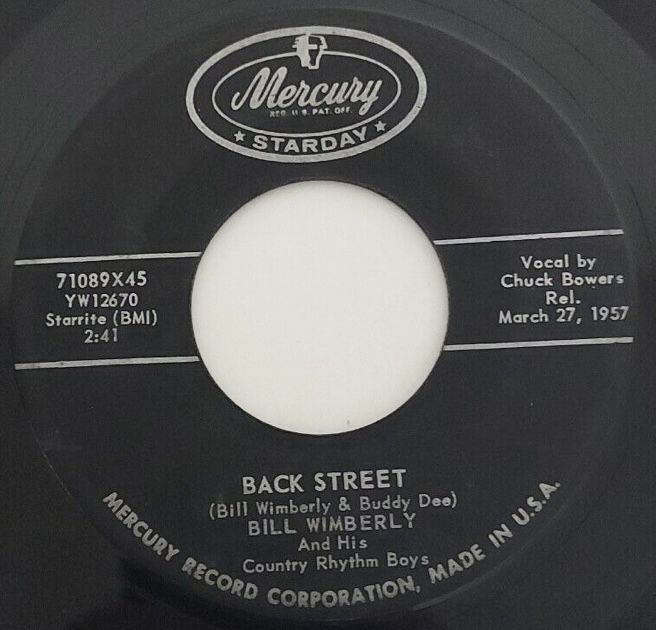 Mercury
REG. U.S. PAT. OFF.
★ STARDAY ★
71089X45
YW12670
Starrite (BMI)
2:41
Vocal by
Chuck Bowers
Rel.
March 27, 1957
BACK STREET
(Bill Wimberly & Buddy Dee)
BILL WIMBERLY
And His
Country Rhythm Boys
MERCURY RECORD CORPORATION, MADE IN U.S.A.